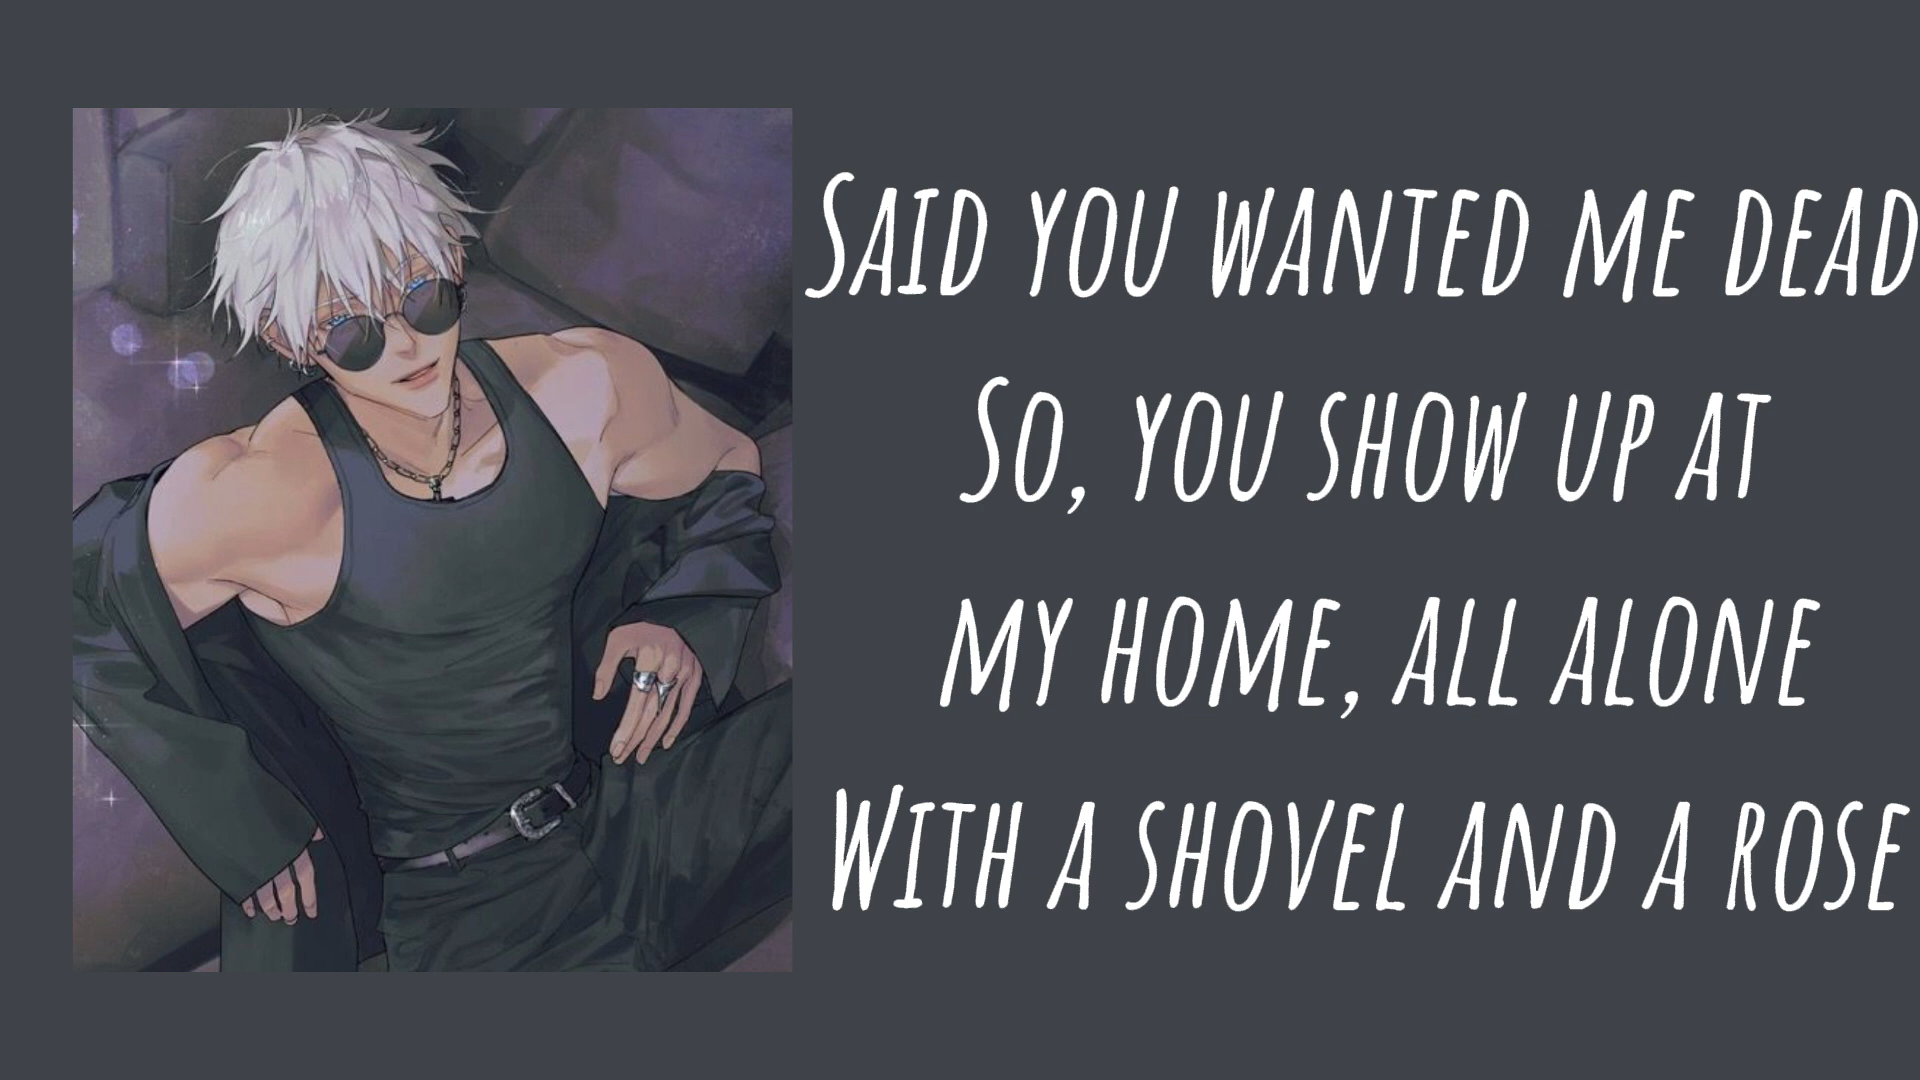 Said you wanted me dead
So, you show up at
my home, all alone
With a shovel and a rose